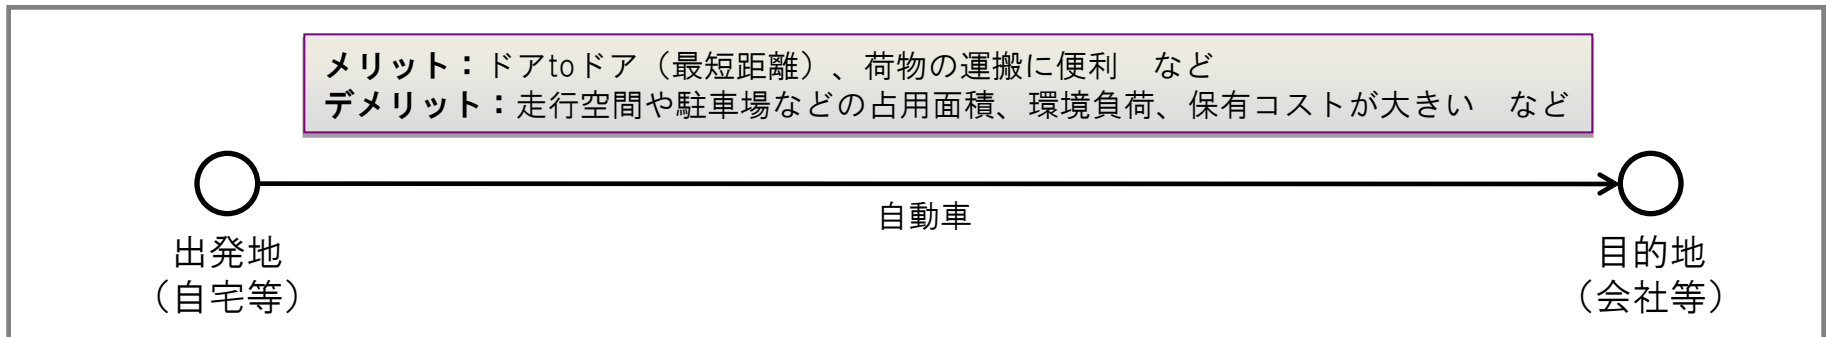 メリット：ドアtoドア（最短距離）、荷物の運搬に便利　など
デメリット：走行空間や駐車場などの占用面積、環境負荷、保有コストが大きい　など
自動車
出発地
（自宅等）
目的地
（会社等）